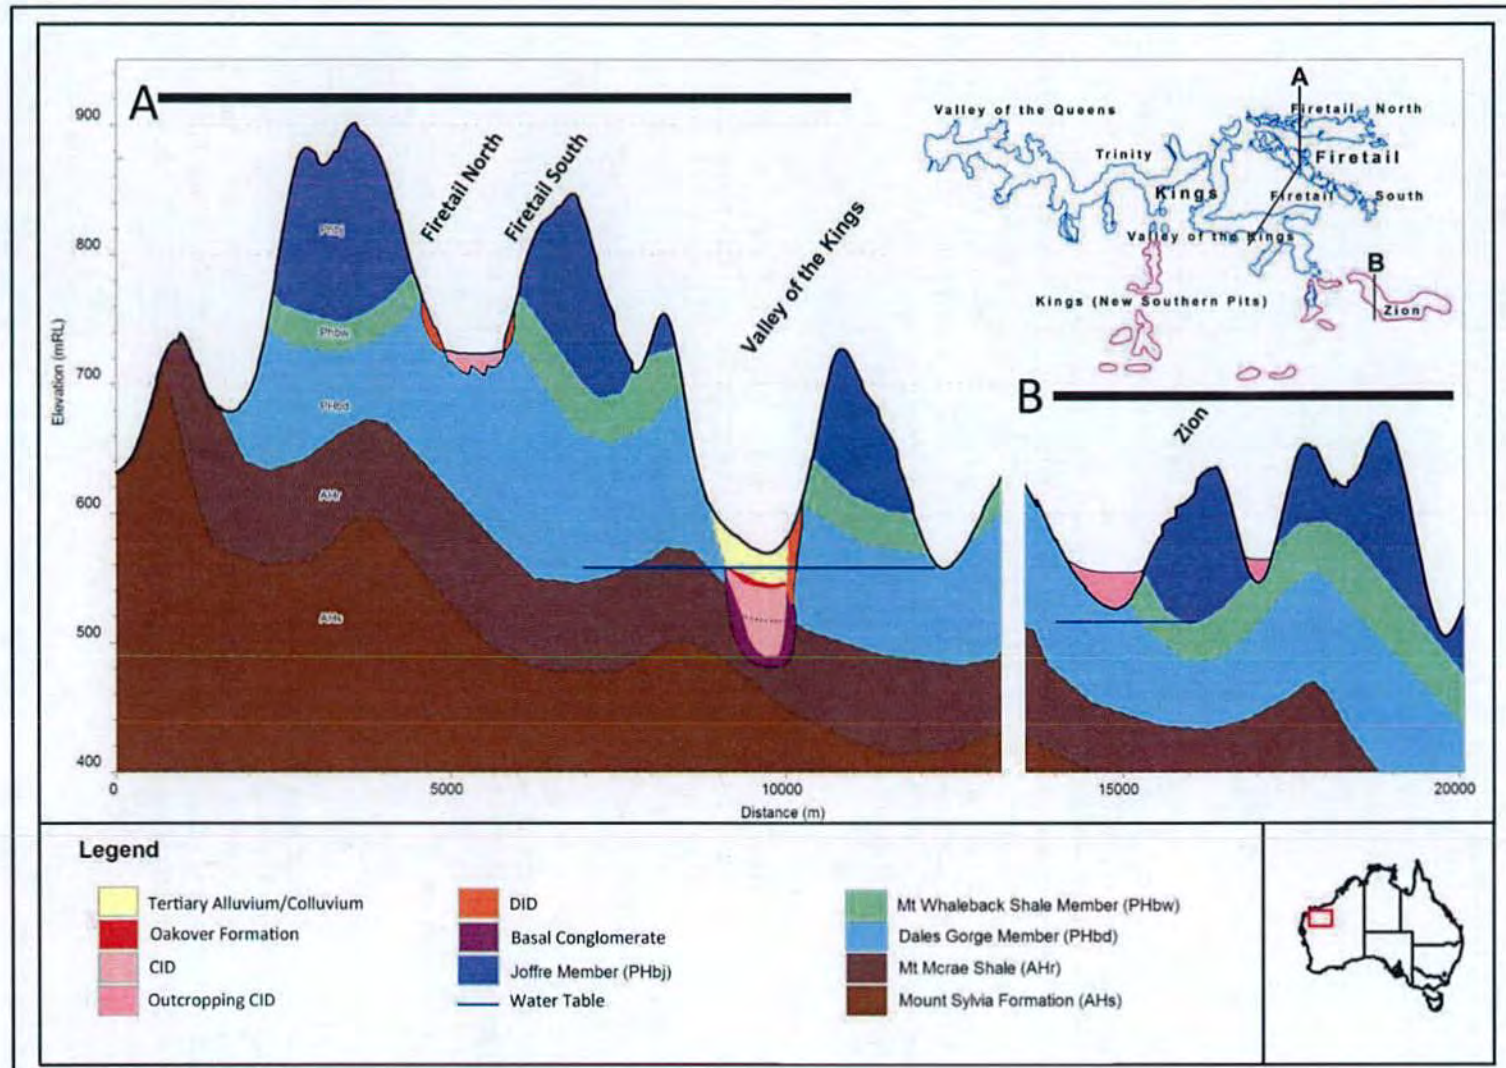 A
900
800
700
600
500
400
Elevation (mRL)
0
5000
10000
15000
20000
Distance (m)
Firetail North
Firetail South
Valley of the Kings
PHbj
PHbw
PHbd
AHr
AHs
A
Valley of the Queens
Firetail North
Trinity
Firetail
Kings
Firetail South
Valley of the Kings
B
Kings (New Southern Pits)
Zion
B
Zion
Legend
Tertiary Alluvium/Colluvium
Oakover Formation
CID
Outcropping CID
DID
Basal Conglomerate
Joffre Member (PHbj)
Water Table
Mt Whaleback Shale Member (PHbw)
Dales Gorge Member (PHbd)
Mt Mcrae Shale (AHr)
Mount Sylvia Formation (AHs)